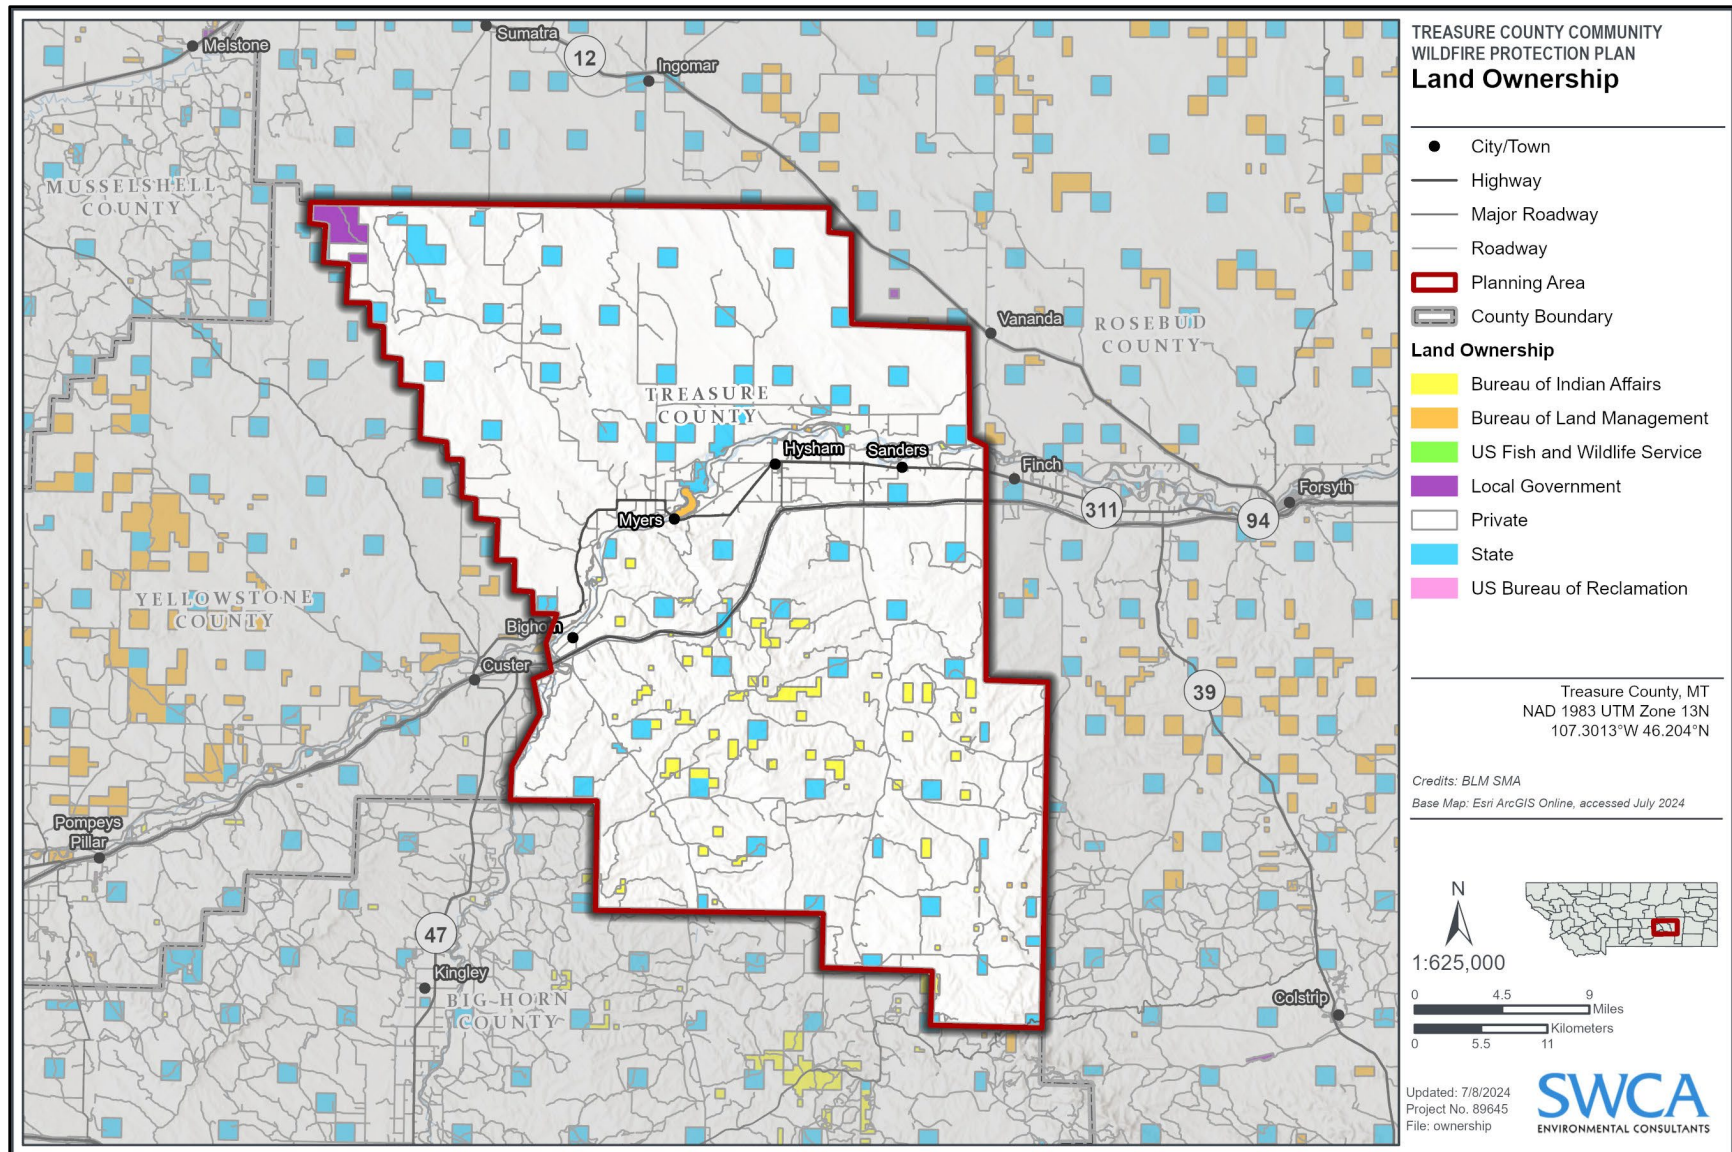 TREASURE COUNTY COMMUNITY
WILDFIRE PROTECTION PLAN
Land Ownership
City/Town
Highway
Major Roadway
Roadway
Planning Area
County Boundary
Land Ownership
Bureau of Indian Affairs
Bureau of Land Management
US Fish and Wildlife Service
Local Government
Private
State
US Bureau of Reclamation
Treasure County, MT
NAD 1983 UTM Zone 13N
107.3013°W 46.204°N
Credits: BLM SMA
Base Map: Esri ArcGIS Online, accessed July 2024
N
1:625,000
0 4.5 9
Miles
Kilometers
0 5.5 11
Updated: 7/8/2024
Project No. 89645
File: ownership
SWCA
ENVIRONMENTAL CONSULTANTS
Melstone
Sumatra
12
Ingomar
MUSSELSHELL
COUNTY
Vananda
ROSEBUD
COUNTY
TREASURE
COUNTY
Hysham
Sanders
Finch
Forsyth
311
94
Myers
YELLOWSTONE
COUNTY
Bighorn
Custer
39
Pompeys
Pillar
47
Kingley
BIG HORN
COUNTY
Colstrip